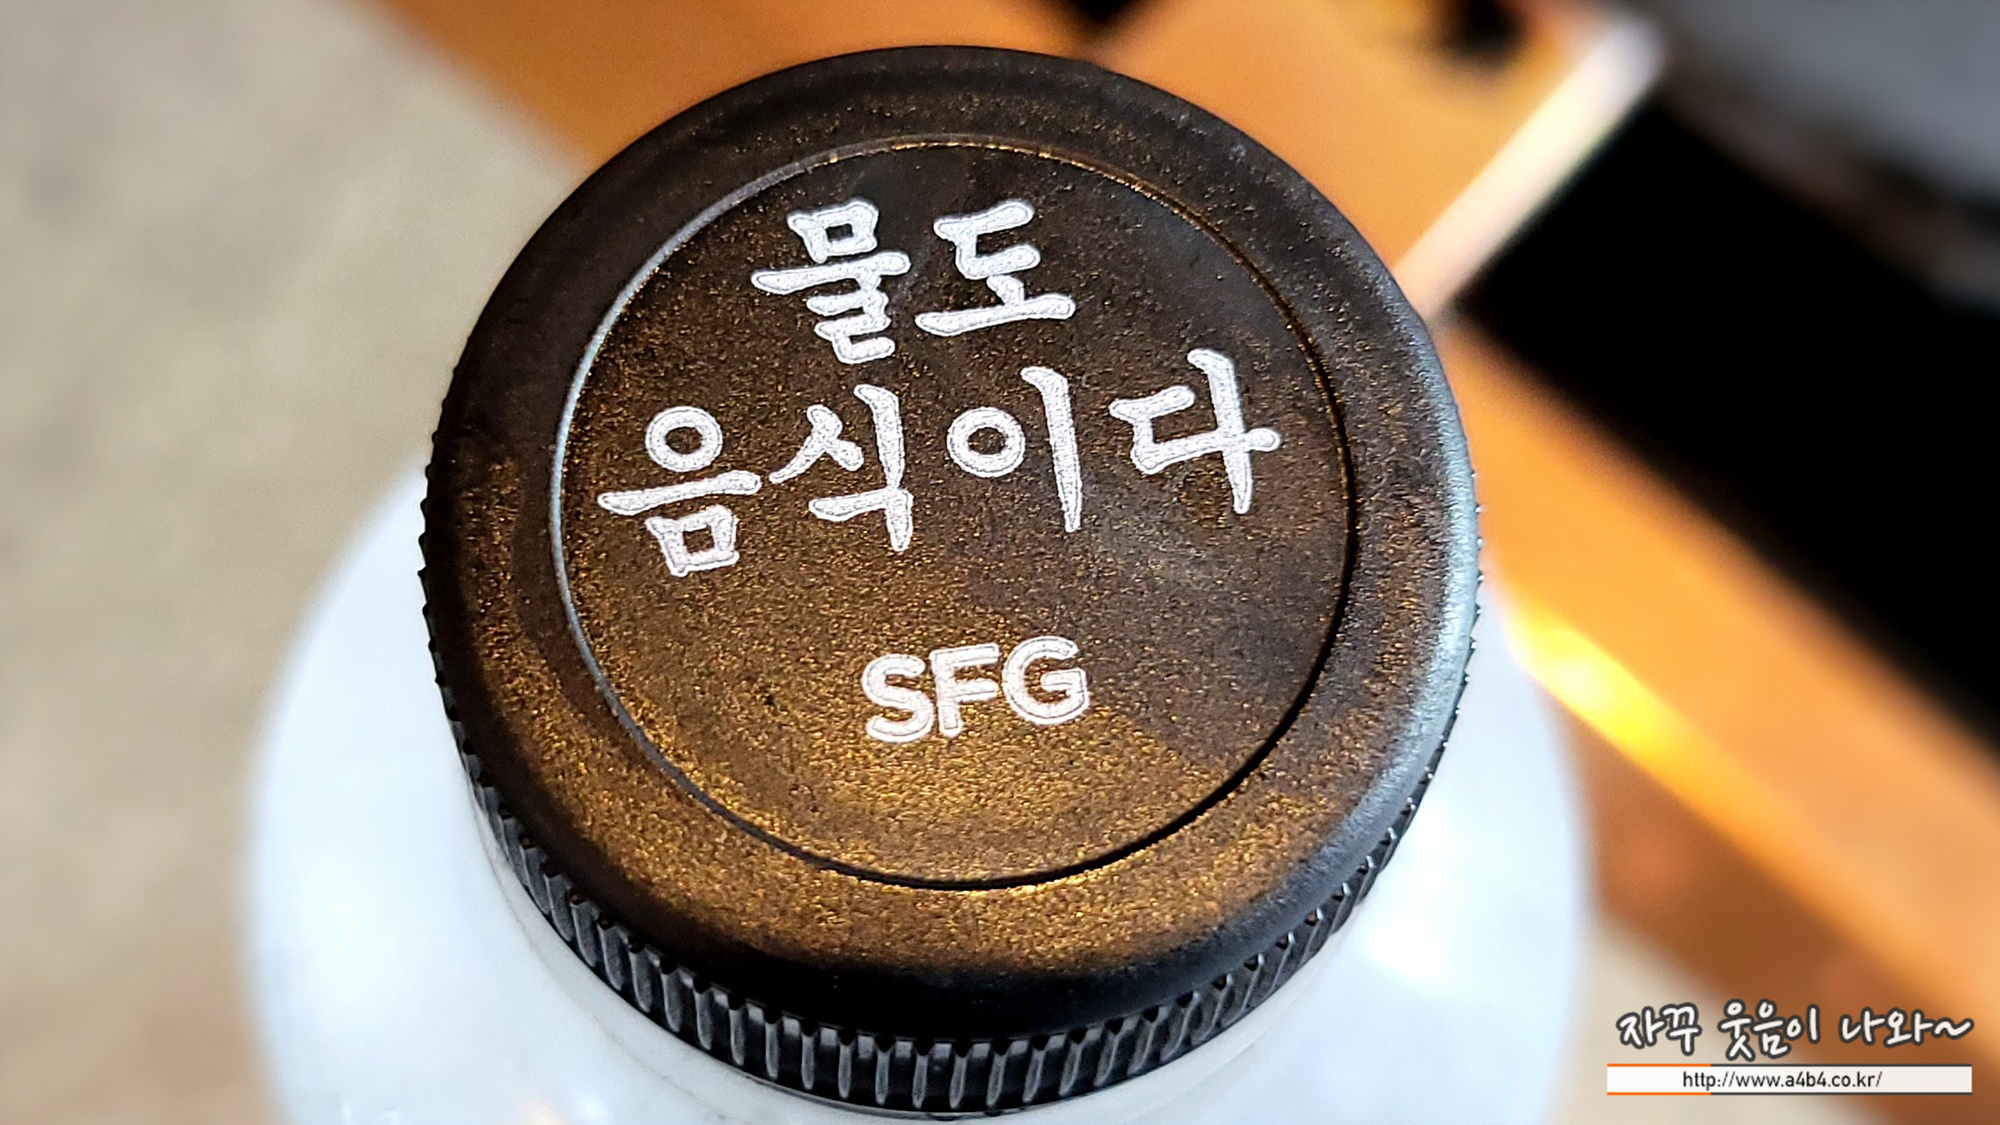 물도
음식이다
SFG
자꾸 웃음이 나와~
http://www.a4b4.co.kr/